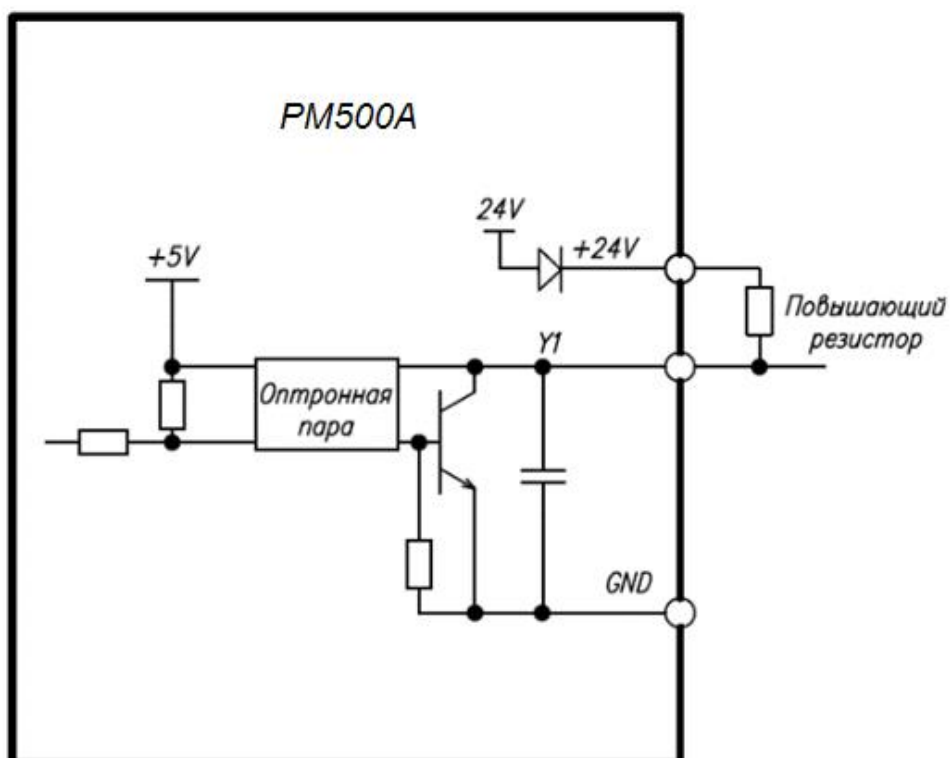 PM500A
24V
+24V
+5V
Повышающий
резистор
Y1
Оптронная
пара
GND